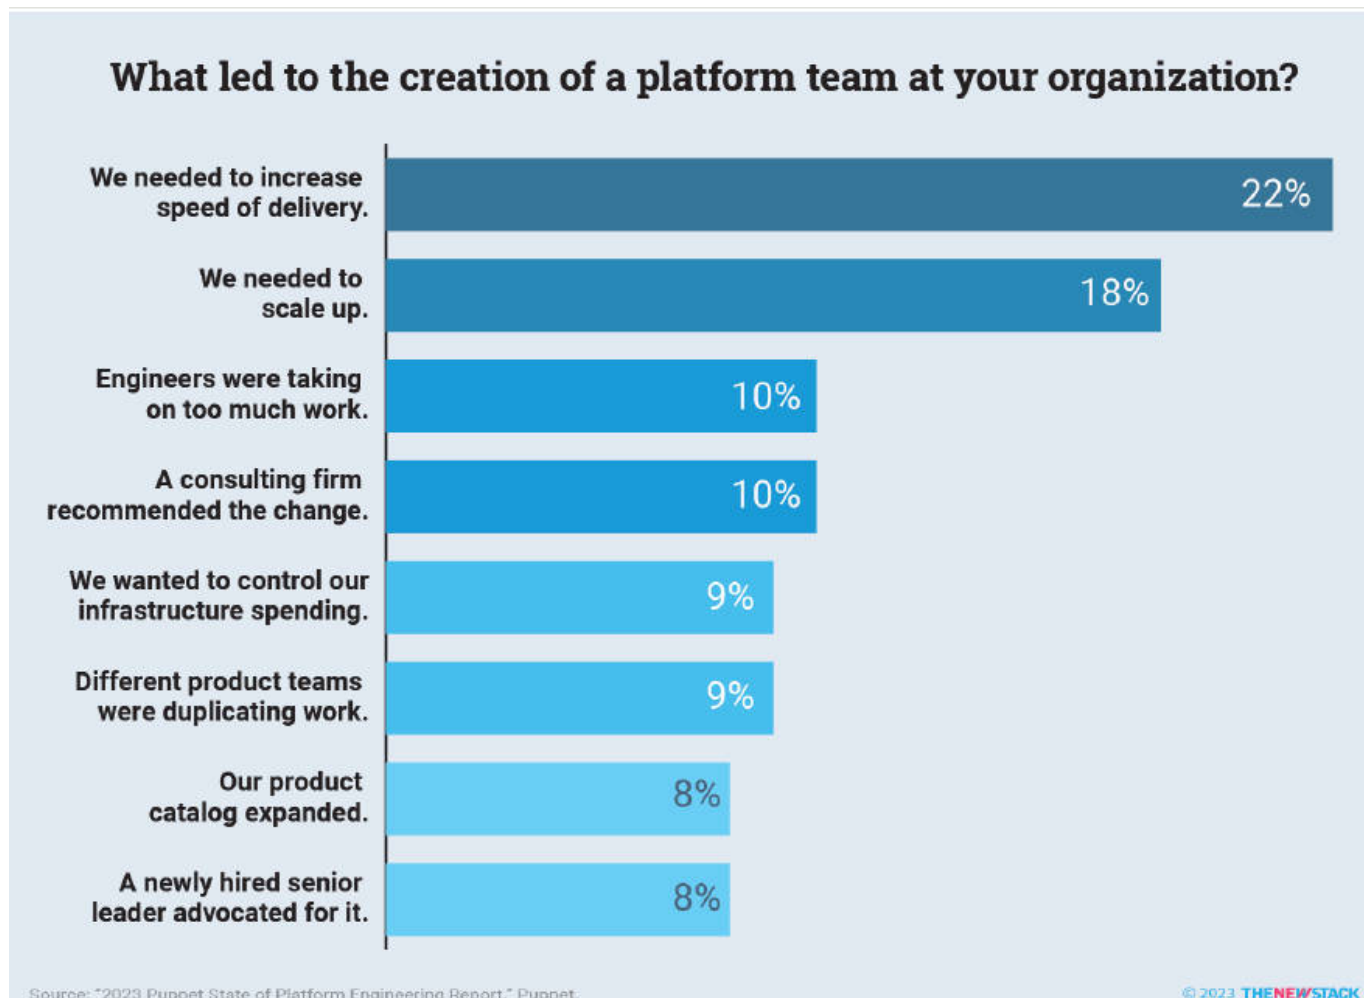 What led to the creation of a platform team at your organization?
We needed to increase
speed of delivery.
22%
We needed to
scale up.
18%
Engineers were taking
on too much work.
10%
A consulting firm
recommended the change.
10%
We wanted to control our
infrastructure spending.
9%
Different product teams
were duplicating work.
9%
Our product
catalog expanded.
8%
A newly hired senior
leader advocated for it.
8%
Source: "2023 Puppet State of Platform Engineering Report," Puppet.
© 2023 THENEWSTACK